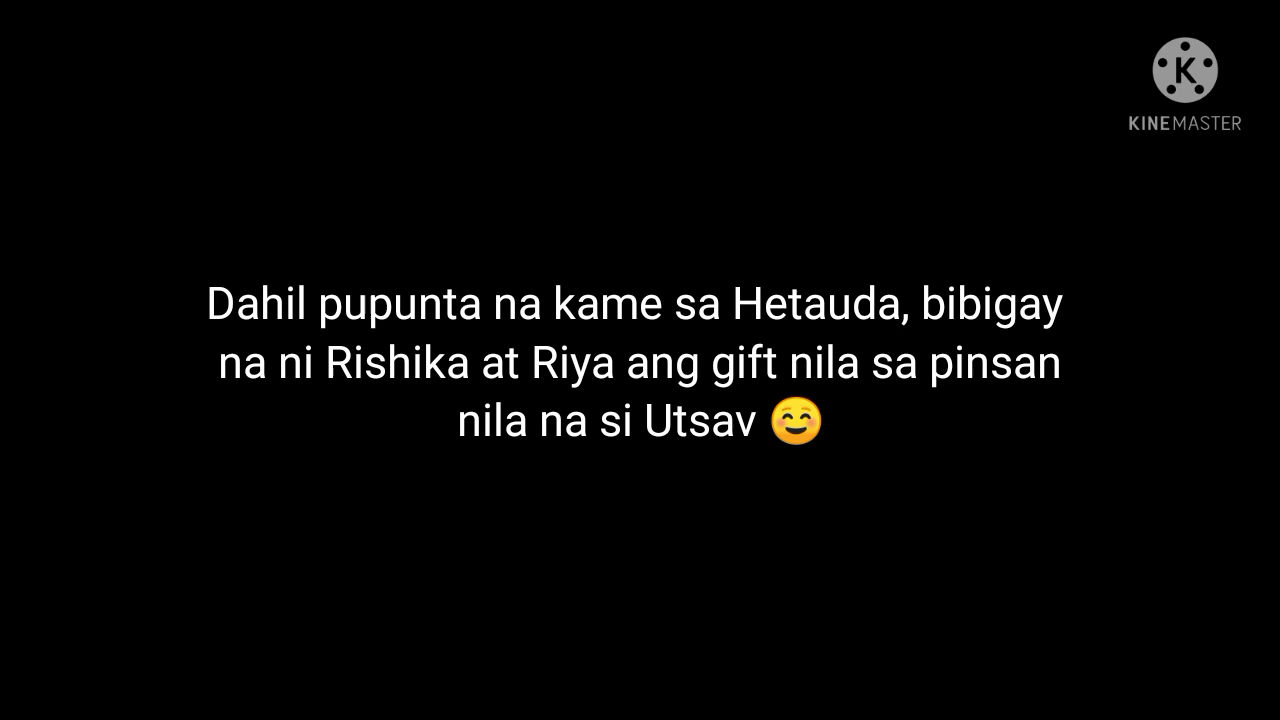 K
KINEMASTER
Dahil pupunta na kame sa Hetauda, bibigay
na ni Rishika at Riya ang gift nila sa pinsan
nila na si Utsav ☺️